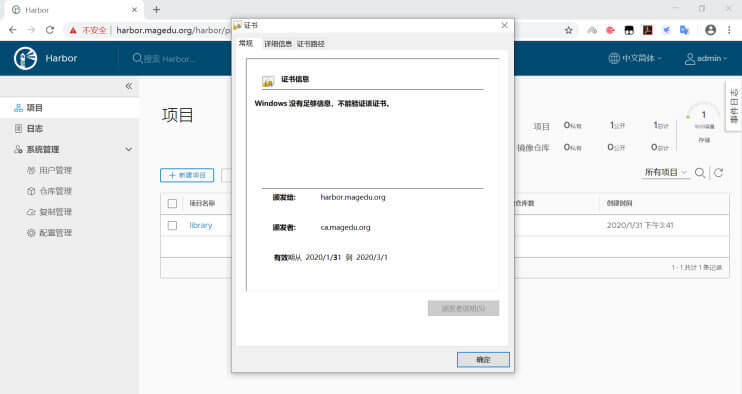 Harbor
不安全 harbor.magedu.org/harbor/p
Harbor
搜索 Harbor...
中文简体
admin
项目
日志
系统管理
用户管理
仓库管理
复制管理
配置管理
项目
+ 新建项目
项目 0私有 1公开 1总计
镜像仓库 0私有 0公开 0总计
1
存储
事件日志
所有项目
项目名称
仓库数
创建时间
library
2020/1/31 下午3:41
1 - 1 共计 1 条记录
证书
常规 详细信息 证书路径
证书信息
Windows 没有足够信息，不能验证该证书。
颁发给: harbor.magedu.org
颁发者: ca.magedu.org
有效期从 2020/1/31 到 2020/3/1
颁发者说明(S)
确定